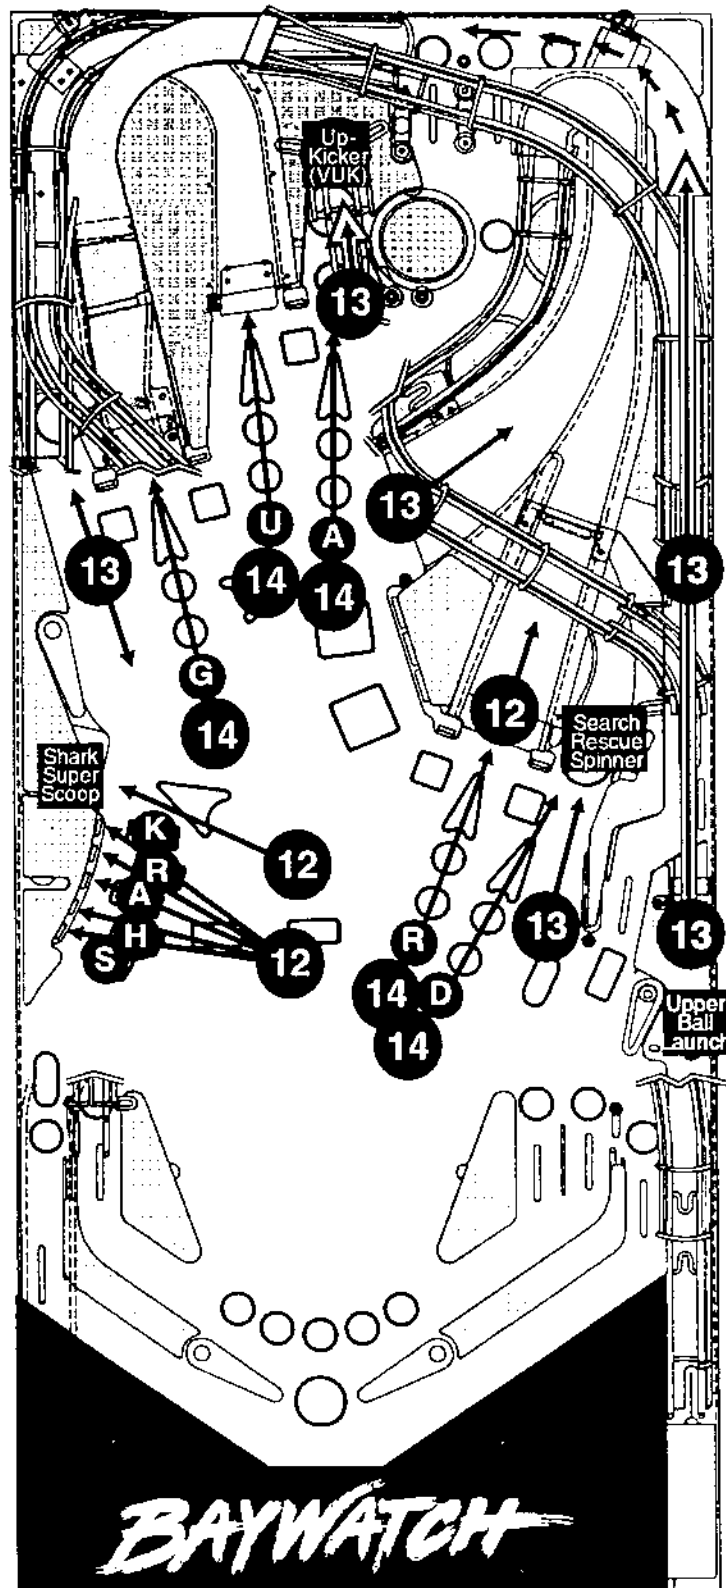 Up-
Kicker
(VUK)
13
13
U
A
14
14
13
13
G
14
12
Search
Rescue
Spinner
Shark
Super
Scoop
K
R
A
H
S
12
12
R
D
14
14
13
13
Upper
Ball
Launch
BAYWATCH